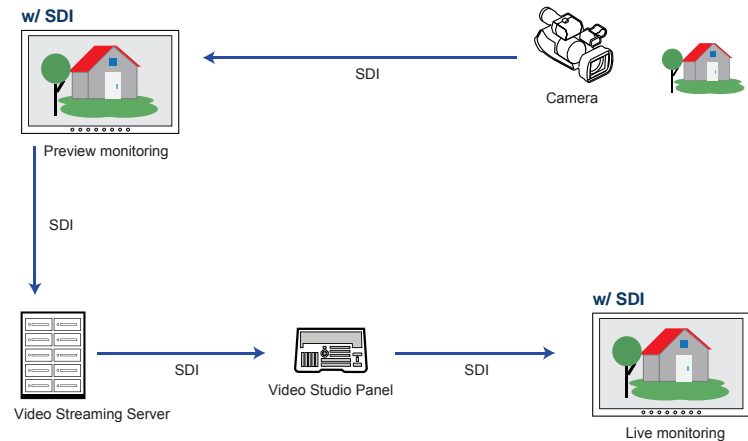 w/ SDI
SDI
Camera
Preview monitoring
SDI
w/ SDI
SDI
Video Studio Panel
SDI
Video Streaming Server
Live monitoring